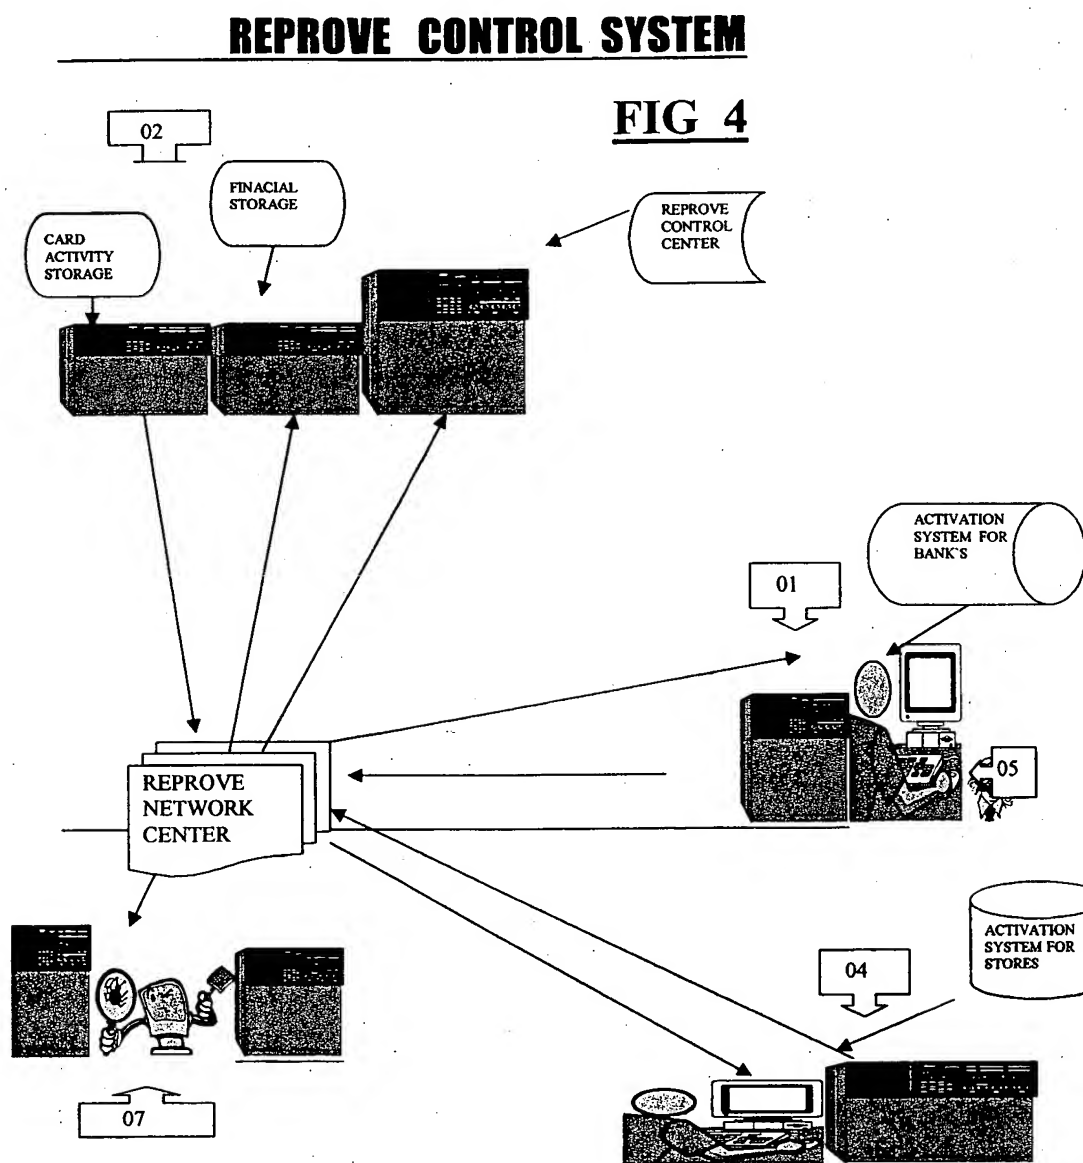 REPROVE CONTROL SYSTEM
FIG 4
02
FINACIAL
STORAGE
REPROVE
CONTROL
CENTER
CARD
ACTIVITY
STORAGE
ACTIVATION
SYSTEM FOR
BANK`S
01
05
REPROVE
NETWORK
CENTER
ACTIVATION
SYSTEM FOR
STORES
04
07